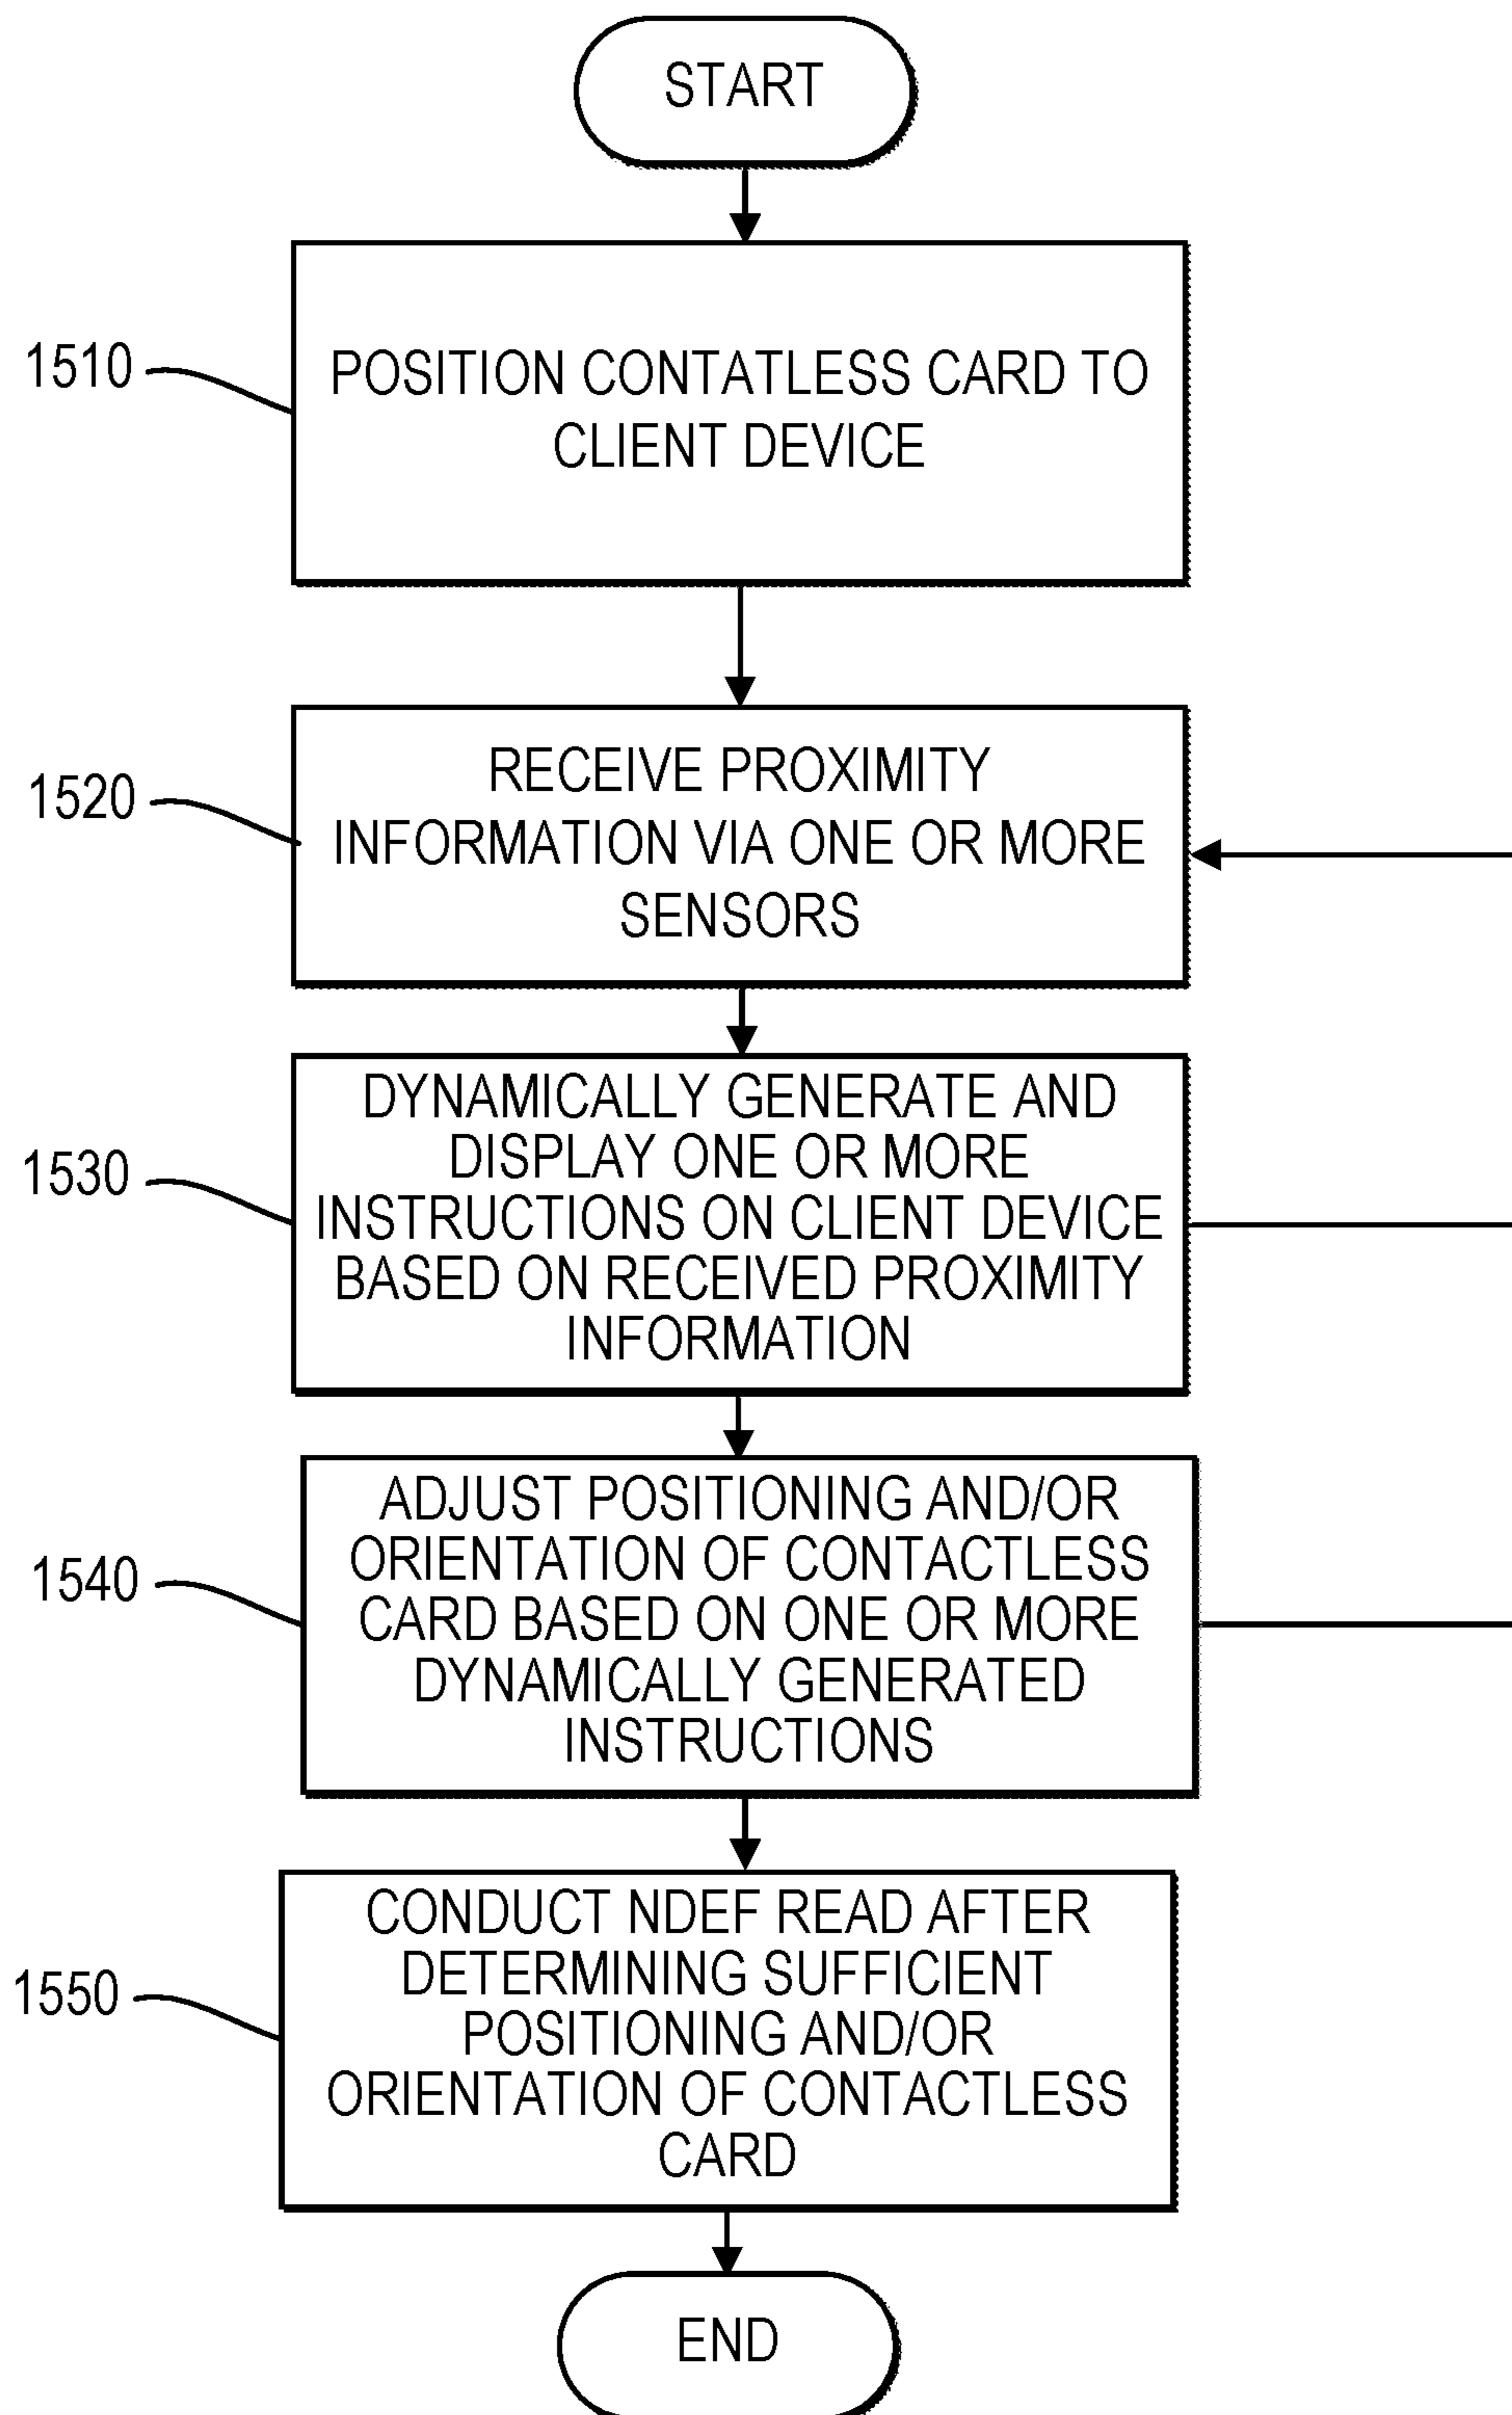 START
1510
POSITION CONTATLESS CARD TO
CLIENT DEVICE
1520
RECEIVE PROXIMITY
INFORMATION VIA ONE OR MORE
SENSORS
1530
DYNAMICALLY GENERATE AND
DISPLAY ONE OR MORE
INSTRUCTIONS ON CLIENT DEVICE
BASED ON RECEIVED PROXIMITY
INFORMATION
1540
ADJUST POSITIONING AND/OR
ORIENTATION OF CONTACTLESS
CARD BASED ON ONE OR MORE
DYNAMICALLY GENERATED
INSTRUCTIONS
1550
CONDUCT NDEF READ AFTER
DETERMINING SUFFICIENT
POSITIONING AND/OR
ORIENTATION OF CONTACTLESS
CARD
END